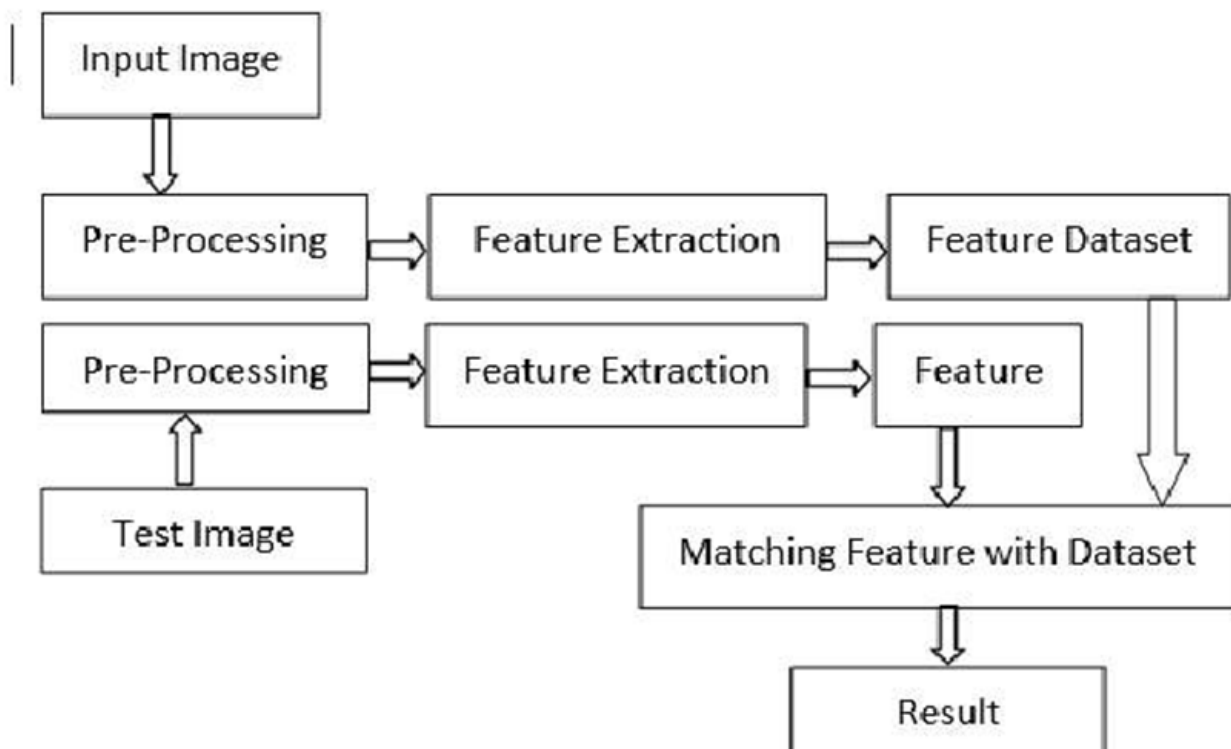 Input Image
Pre-Processing
Feature Extraction
Feature Dataset
Pre-Processing
Feature Extraction
Feature
Test Image
Matching Feature with Dataset
Result